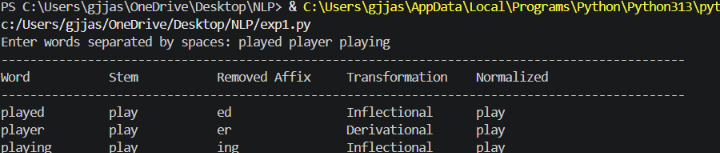 PS C:\Users\gjjas\OneDrive\Desktop\NLP> & C:\Users\gjjas\AppData\Local\Programs\Python\Python313\pyt
c:/Users/gjjas/OneDrive/Desktop/NLP/exp1.py
Enter words separated by spaces: played player playing
--------------------------------------------------------------------------------
Word Stem Removed Affix Transformation Normalized
--------------------------------------------------------------------------------
played play ed Inflectional play
player play er Derivational play
playing play ing Inflectional play